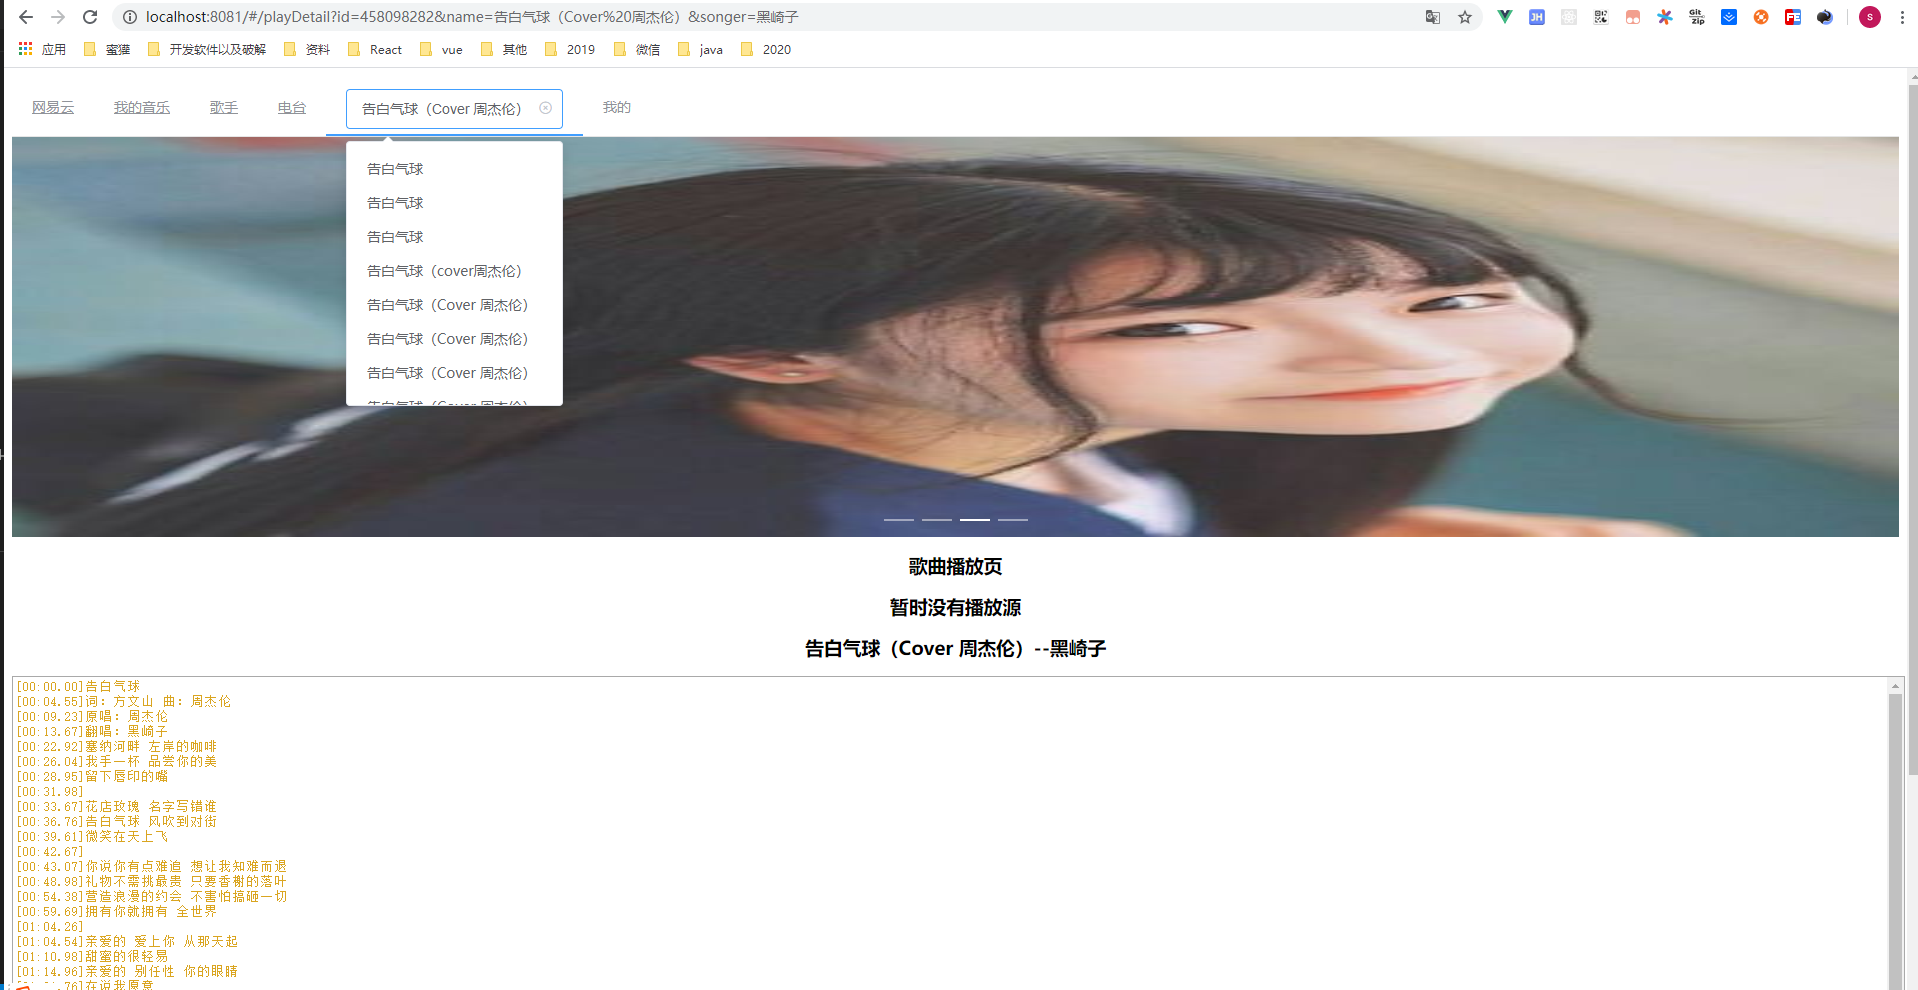 localhost:8081/#/playDetail?id=458098282&name=告白气球（Cover%20周杰伦）&songer=黑崎子
JH
Git
Zip
FE
S
应用 蜜獾 开发软件以及破解 资料 React vue 其他 2019 微信 java 2020
网易云 我的音乐 歌手 电台 告白气球（Cover 周杰伦） 我的
告白气球
告白气球
告白气球
告白气球（cover周杰伦）
告白气球（Cover 周杰伦）
告白气球（Cover 周杰伦）
告白气球（Cover 周杰伦）
告白气球（Cover 周杰伦）
歌曲播放页
暂时没有播放源
告白气球（Cover 周杰伦）--黑崎子
[00:00.00]告白气球
[00:04.55]词：方文山 曲：周杰伦
[00:09.23]原唱：周杰伦
[00:13.67]翻唱：黑崎子
[00:22.92]塞纳河畔 左岸的咖啡
[00:26.04]我手一杯 品尝你的美
[00:28.95]留下唇印的嘴
[00:31.98]
[00:33.67]花店玫瑰 名字写错谁
[00:36.76]告白气球 风吹到对街
[00:39.61]微笑在天上飞
[00:42.67]
[00:43.07]你说你有点难追 想让我知难而退
[00:48.98]礼物不需挑最贵 只要香榭的落叶
[00:54.38]营造浪漫的约会 不害怕搞砸一切
[00:59.69]拥有你就拥有 全世界
[01:04.26]
[01:04.54]亲爱的 爱上你 从那天起
[01:10.98]甜蜜的很轻易
[01:14.96]亲爱的 别任性 你的眼睛
.76]在说我愿意